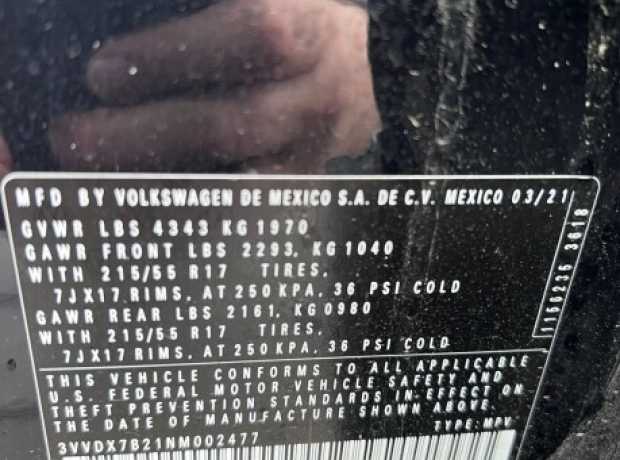 MFD BY VOLKSWAGEN DE MEXICO S.A. DE C.V. MEXICO 03/21
GVWR LBS 4343 KG 1970
GAWR FRONT LBS 2293, KG 1040
WITH 215/55 R17 TIRES,
7JX17 RIMS, AT 250 KPA, 36 PSI COLD
GAWR REAR LBS 2161, KG 0980
WITH 215/55 R17 TIRES,
7JX17 RIMS, AT 250 KPA, 36 PSI COLD
THIS VEHICLE CONFORMS TO ALL APPLICABLE
U.S. FEDERAL MOTOR VEHICLE SAFETY AND
THEFT PREVENTION STANDARDS IN EFFECT ON
THE DATE OF MANUFACTURE SHOWN ABOVE.
3VVDX7B21NM002477 TYPE: MPV
1150235 3618